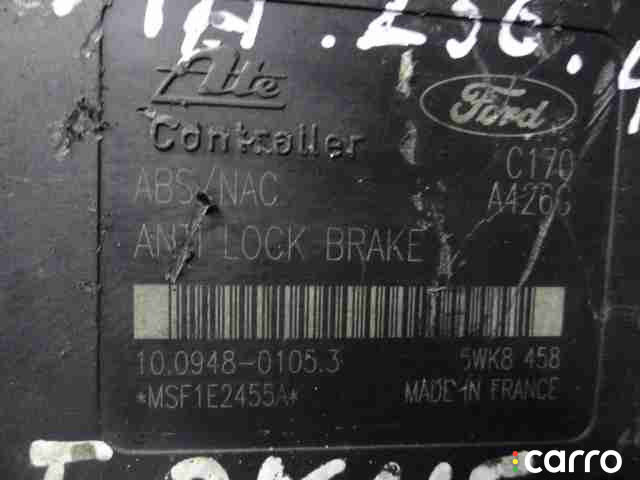 Ate Ford
Controller
C170
ABS/NAC A426G
ANTI LOCK BRAKE
10.0948-0105.3 5WK8 458
*MSF1E2455A* MADE IN FRANCE
carro